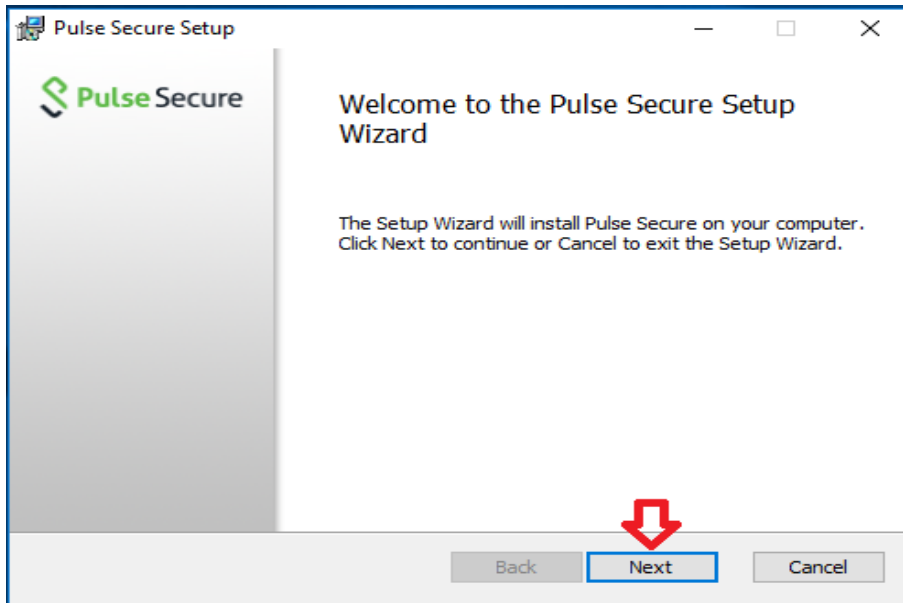 Pulse Secure Setup
Pulse Secure
Welcome to the Pulse Secure Setup
Wizard
The Setup Wizard will install Pulse Secure on your computer.
Click Next to continue or Cancel to exit the Setup Wizard.
Back
Next
Cancel